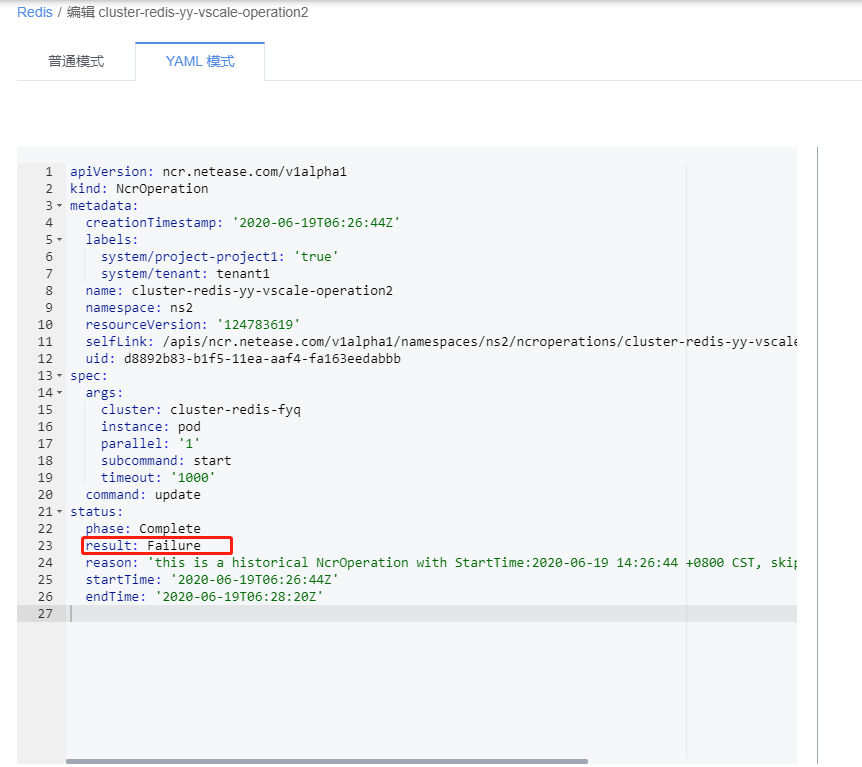 Redis / 编辑 cluster-redis-yy-vscale-operation2
普通模式 YAML 模式
1 apiVersion: ncr.netease.com/v1alpha1
2 kind: NcrOperation
3 metadata:
4 creationTimestamp: '2020-06-19T06:26:44Z'
5 labels:
6 system/project-project1: 'true'
7 system/tenant: tenant1
8 name: cluster-redis-yy-vscale-operation2
9 namespace: ns2
10 resourceVersion: '124783619'
11 selfLink: /apis/ncr.netease.com/v1alpha1/namespaces/ns2/ncroperations/cluster-redis-yy-vscale
12 uid: d8892b83-b1f5-11ea-aaf4-fa163eedabbb
13 spec:
14 args:
15 cluster: cluster-redis-fyq
16 instance: pod
17 parallel: '1'
18 subcommand: start
19 timeout: '1000'
20 command: update
21 status:
22 phase: Complete
23 result: Failure
24 reason: 'this is a historical NcrOperation with StartTime:2020-06-19 14:26:44 +0800 CST, skip
25 startTime: '2020-06-19T06:26:44Z'
26 endTime: '2020-06-19T06:28:20Z'
27